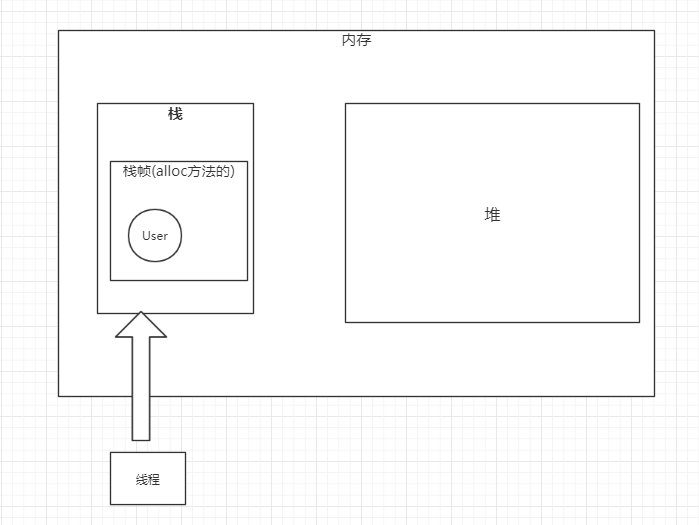 内存
栈
栈帧(alloc方法的)
User
堆
线程